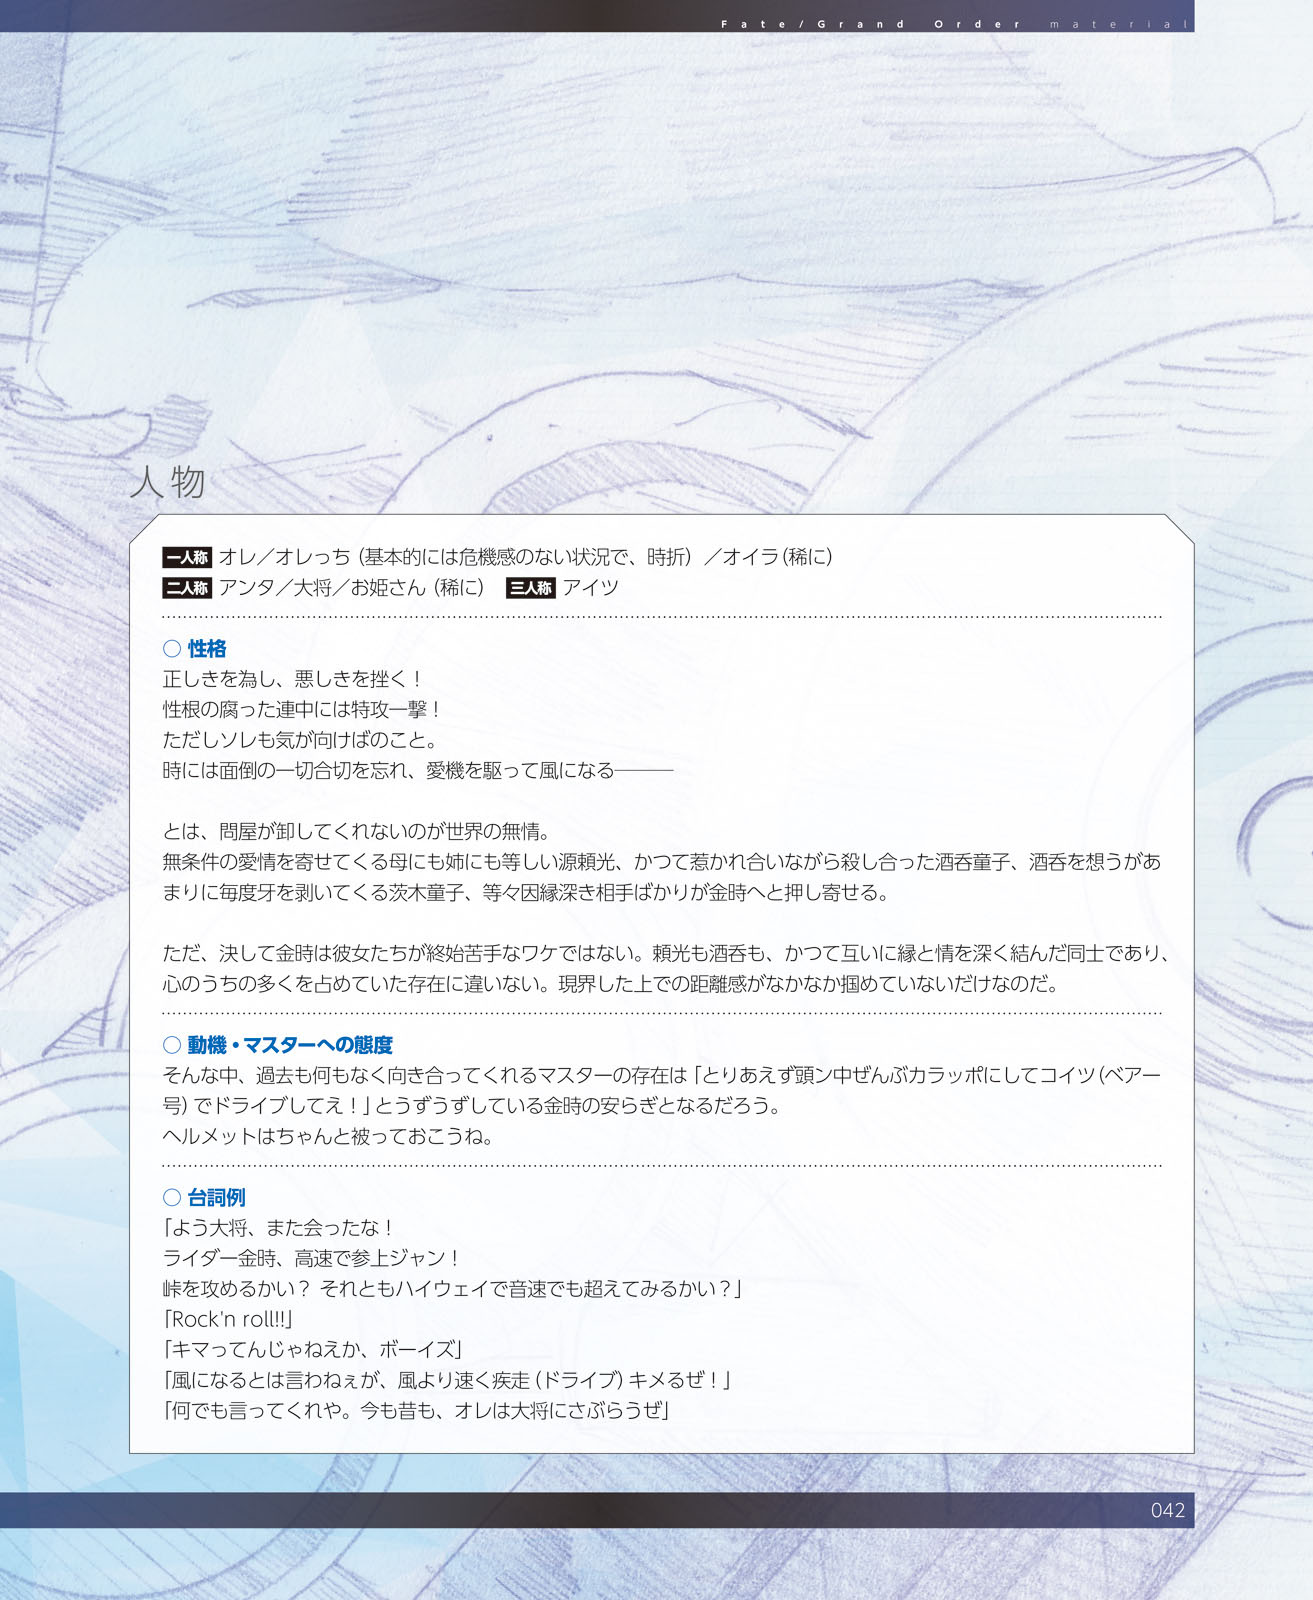 Fate/Grand Order material
人物
一人称 オレ／オレっち（基本的には危機感のない状況で、時折）／オイラ（稀に）
二人称 アンタ／大将／お姫さん（稀に） 三人称 アイツ
○ 性格
正しきを為し、悪しきを挫く！
性根の腐った連中には特攻一撃！
ただしソレも気が向けばのこと。
時には面倒の一切合切を忘れ、愛機を駆って風になる―――
とは、問屋が卸してくれないのが世界の無情。
無条件の愛情を寄せてくる母にも姉にも等しい源頼光、かつて惹かれ合いながら殺し合った酒呑童子、酒呑を想うがあ
まりに毎度牙を剥いてくる茨木童子、等々因縁深き相手ばかりが金時へと押し寄せる。
ただ、決して金時は彼女たちが終始苦手なワケではない。頼光も酒呑も、かつて互いに縁と情を深く結んだ同士であり、
心のうちの多くを占めていた存在に違いない。現界した上での距離感がなかなか掴めていないだけなのだ。
○ 動機・マスターへの態度
そんな中、過去も何もなく向き合ってくれるマスターの存在は「とりあえず頭ン中ぜんぶカラッポにしてコイツ（ベアー
号）でドライブしてえ！」とうずうずしている金時の安らぎとなるだろう。
ヘルメットはちゃんと被っておこうね。
○ 台詞例
「よう大将、また会ったな！
ライダー金時、高速で参上ジャン！
峠を攻めるかい？ それともハイウェイで音速でも超えてみるかい？」
「Rock'n roll!!」
「キマってんじゃねえか、ボーイズ」
「風になるとは言わねぇが、風より速く疾走（ドライブ）キメるぜ！」
「何でも言ってくれや。今も昔も、オレは大将にさぶらうぜ」
042